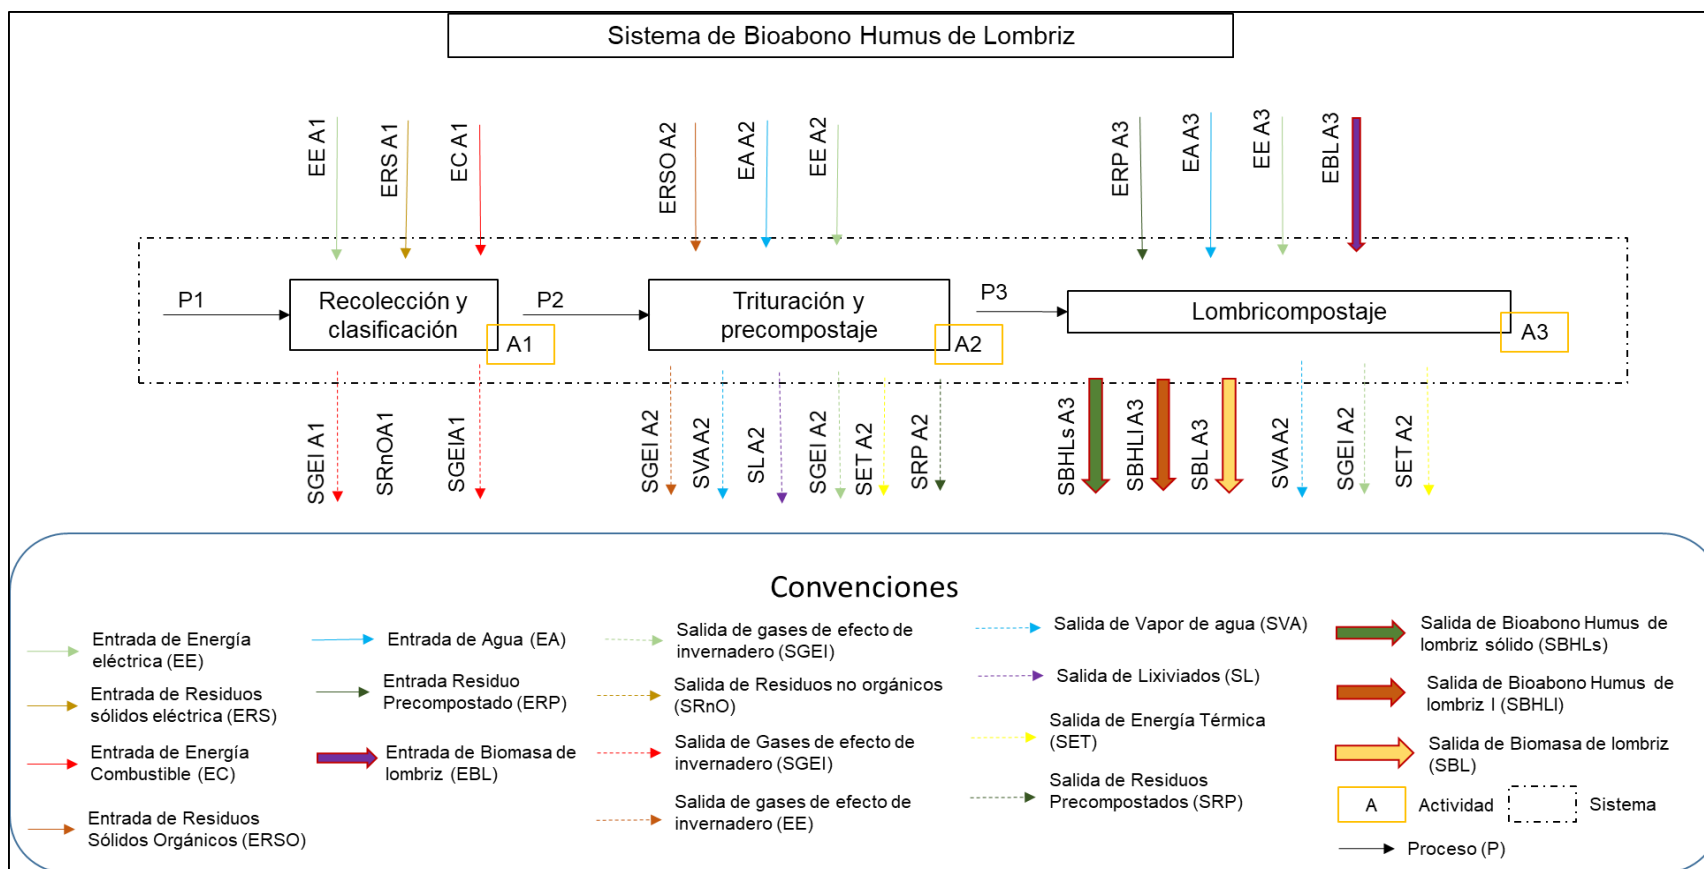 Sistema de Bioabono Humus de Lombriz
EE A1
ERS A1
EC A1
ERSO A2
EA A2
EE A2
ERP A3
EA A3
EE A3
EBL A3
P1
Recolección y
clasificación
A1
P2
Trituración y
precompostaje
A2
P3
Lombricompostaje
A3
SGEI A1
SRnOA1
SGEIA1
SGEI A2
SVA A2
SL A2
SGEI A2
SET A2
SRP A2
SBHLs A3
SBHLI A3
SBL A3
SVA A2
SGEI A2
SET A2
Convenciones
Entrada de Energía
eléctrica (EE)
Entrada de Residuos
sólidos eléctrica (ERS)
Entrada de Energía
Combustible (EC)
Entrada de Residuos
Sólidos Orgánicos (ERSO)
Entrada de Agua (EA)
Entrada Residuo
Precompostado (ERP)
Entrada de Biomasa de
lombriz (EBL)
Salida de gases de efecto de
invernadero (SGEI)
Salida de Residuos no orgánicos
(SRnO)
Salida de Gases de efecto de
invernadero (SGEI)
Salida de gases de efecto de
invernadero (EE)
Salida de Vapor de agua (SVA)
Salida de Lixiviados (SL)
Salida de Energía Térmica
(SET)
Salida de Residuos
Precompostados (SRP)
Salida de Bioabono Humus de
lombriz sólido (SBHLs)
Salida de Bioabono Humus de
lombriz l (SBHLI)
Salida de Biomasa de lombriz
(SBL)
A
Actividad
Sistema
Proceso (P)